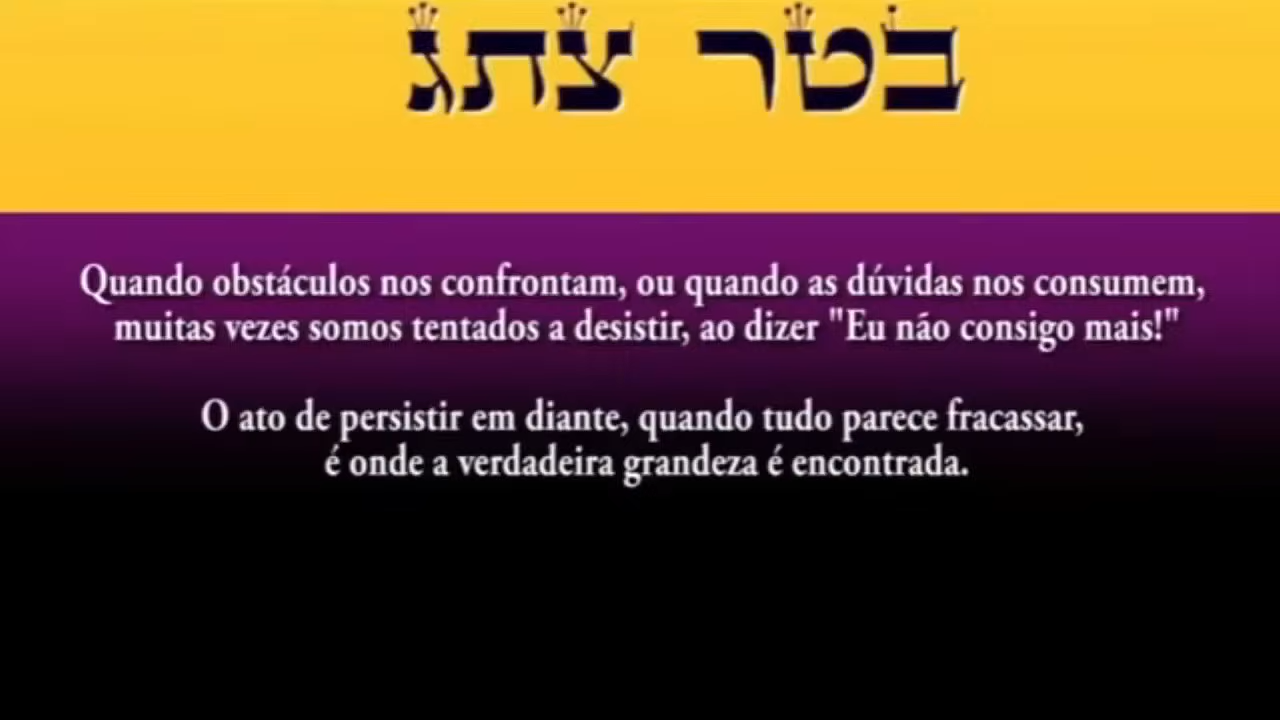 בטר צתג
Quando obstáculos nos confrontam, ou quando as dúvidas nos consumem,
muitas vezes somos tentados a desistir, ao dizer "Eu não consigo mais!"
O ato de persistir em diante, quando tudo parece fracassar,
é onde a verdadeira grandeza é encontrada.